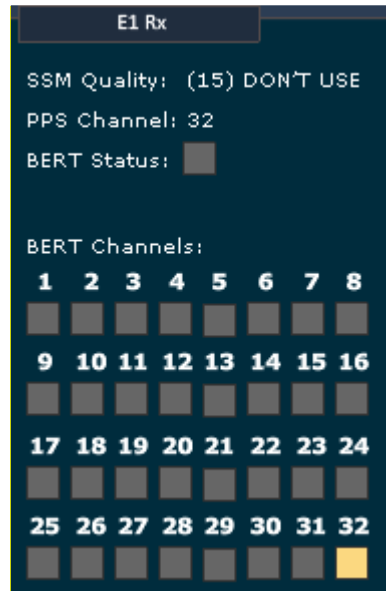 E1 Rx
SSM Quality: (15) DON'T USE
PPS Channel: 32
BERT Status:
BERT Channels:
1 2 3 4 5 6 7 8
9 10 11 12 13 14 15 16
17 18 19 20 21 22 23 24
25 26 27 28 29 30 31 32